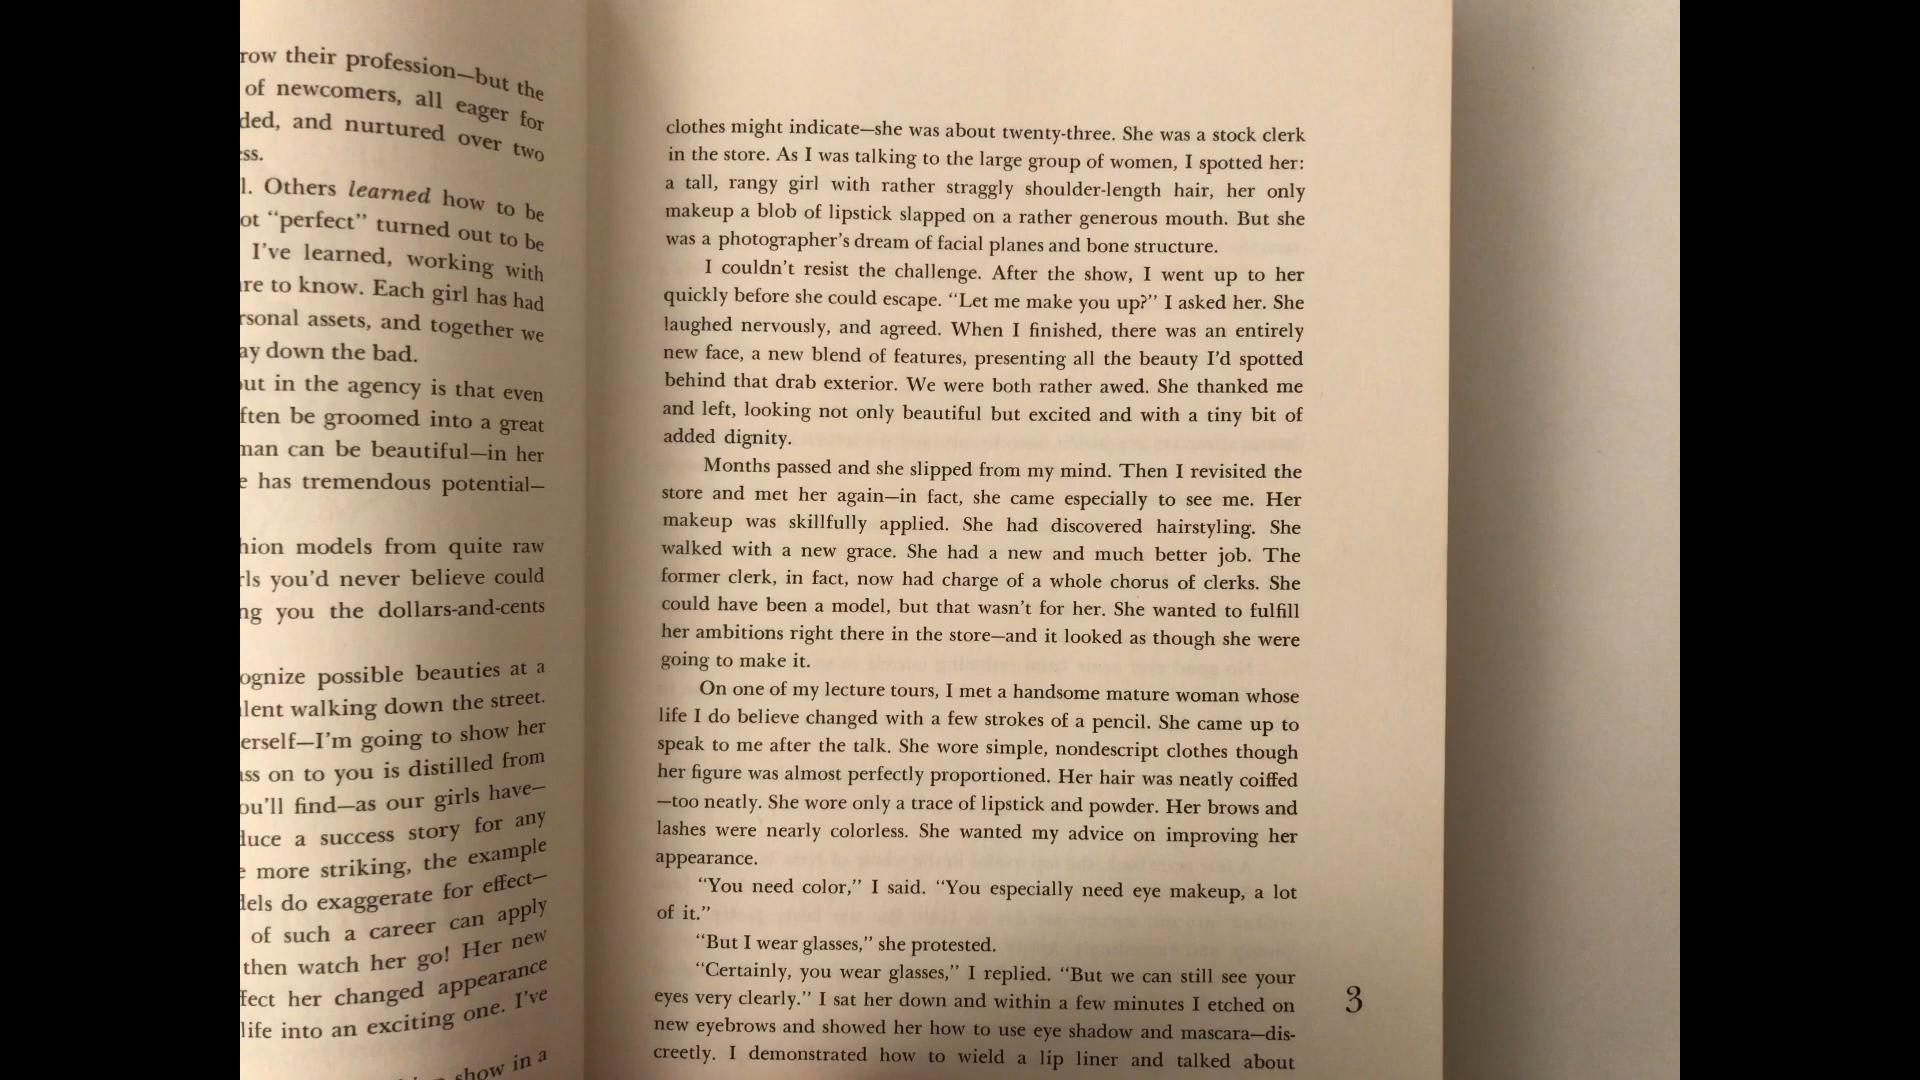 row their profession—but the
of newcomers, all eager for
ded, and nurtured over two
ss.
l. Others learned how to be
ot “perfect” turned out to be
I’ve learned, working with
re to know. Each girl has had
rsonal assets, and together we
ay down the bad.
ut in the agency is that even
ften be groomed into a great
man can be beautiful—in her
e has tremendous potential—
hion models from quite raw
rls you’d never believe could
ng you the dollars-and-cents
ognize possible beauties at a
lent walking down the street.
erself—I’m going to show her
ss on to you is distilled from
ou’ll find—as our girls have—
duce a success story for any
e more striking, the example
dels do exaggerate for effect—
of such a career can apply
then watch her go! Her new
fect her changed appearance
life into an exciting one. I’ve
show in a
clothes might indicate—she was about twenty-three. She was a stock clerk
in the store. As I was talking to the large group of women, I spotted her:
a tall, rangy girl with rather straggly shoulder-length hair, her only
makeup a blob of lipstick slapped on a rather generous mouth. But she
was a photographer’s dream of facial planes and bone structure.
I couldn’t resist the challenge. After the show, I went up to her
quickly before she could escape. “Let me make you up?” I asked her. She
laughed nervously, and agreed. When I finished, there was an entirely
new face, a new blend of features, presenting all the beauty I’d spotted
behind that drab exterior. We were both rather awed. She thanked me
and left, looking not only beautiful but excited and with a tiny bit of
added dignity.
Months passed and she slipped from my mind. Then I revisited the
store and met her again—in fact, she came especially to see me. Her
makeup was skillfully applied. She had discovered hairstyling. She
walked with a new grace. She had a new and much better job. The
former clerk, in fact, now had charge of a whole chorus of clerks. She
could have been a model, but that wasn’t for her. She wanted to fulfill
her ambitions right there in the store—and it looked as though she were
going to make it.
On one of my lecture tours, I met a handsome mature woman whose
life I do believe changed with a few strokes of a pencil. She came up to
speak to me after the talk. She wore simple, nondescript clothes though
her figure was almost perfectly proportioned. Her hair was neatly coiffed
—too neatly. She wore only a trace of lipstick and powder. Her brows and
lashes were nearly colorless. She wanted my advice on improving her
appearance.
“You need color,” I said. “You especially need eye makeup, a lot
of it.”
“But I wear glasses,” she protested.
“Certainly, you wear glasses,” I replied. “But we can still see your
eyes very clearly.” I sat her down and within a few minutes I etched on
new eyebrows and showed her how to use eye shadow and mascara—dis-
creetly. I demonstrated how to wield a lip liner and talked about
3